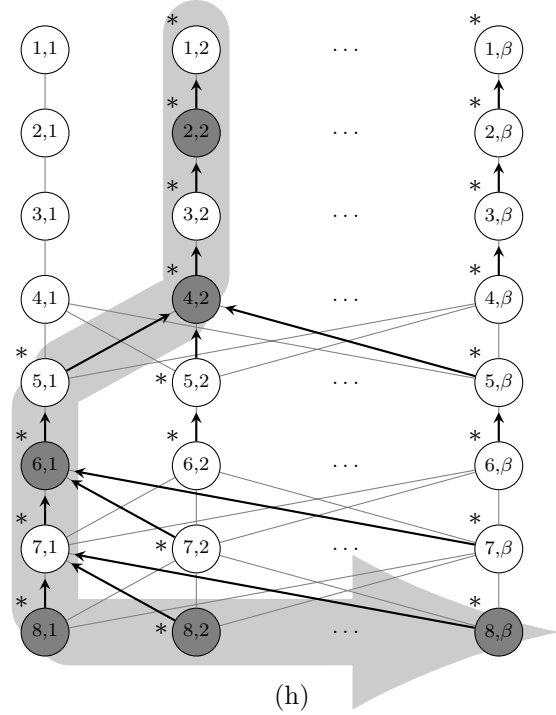 * *
1,1 1,2 ··· 1,β
* *
2,1 2,2 ··· 2,β
* *
3,1 3,2 ··· 3,β
* *
4,1 4,2 ··· 4,β
*
5,1 * 5,2 ··· 5,β
* * *
6,1 6,2 ··· 6,β
* *
7,1 * 7,2 ··· 7,β
* *
8,1 * 8,2 ··· 8,β
(h)